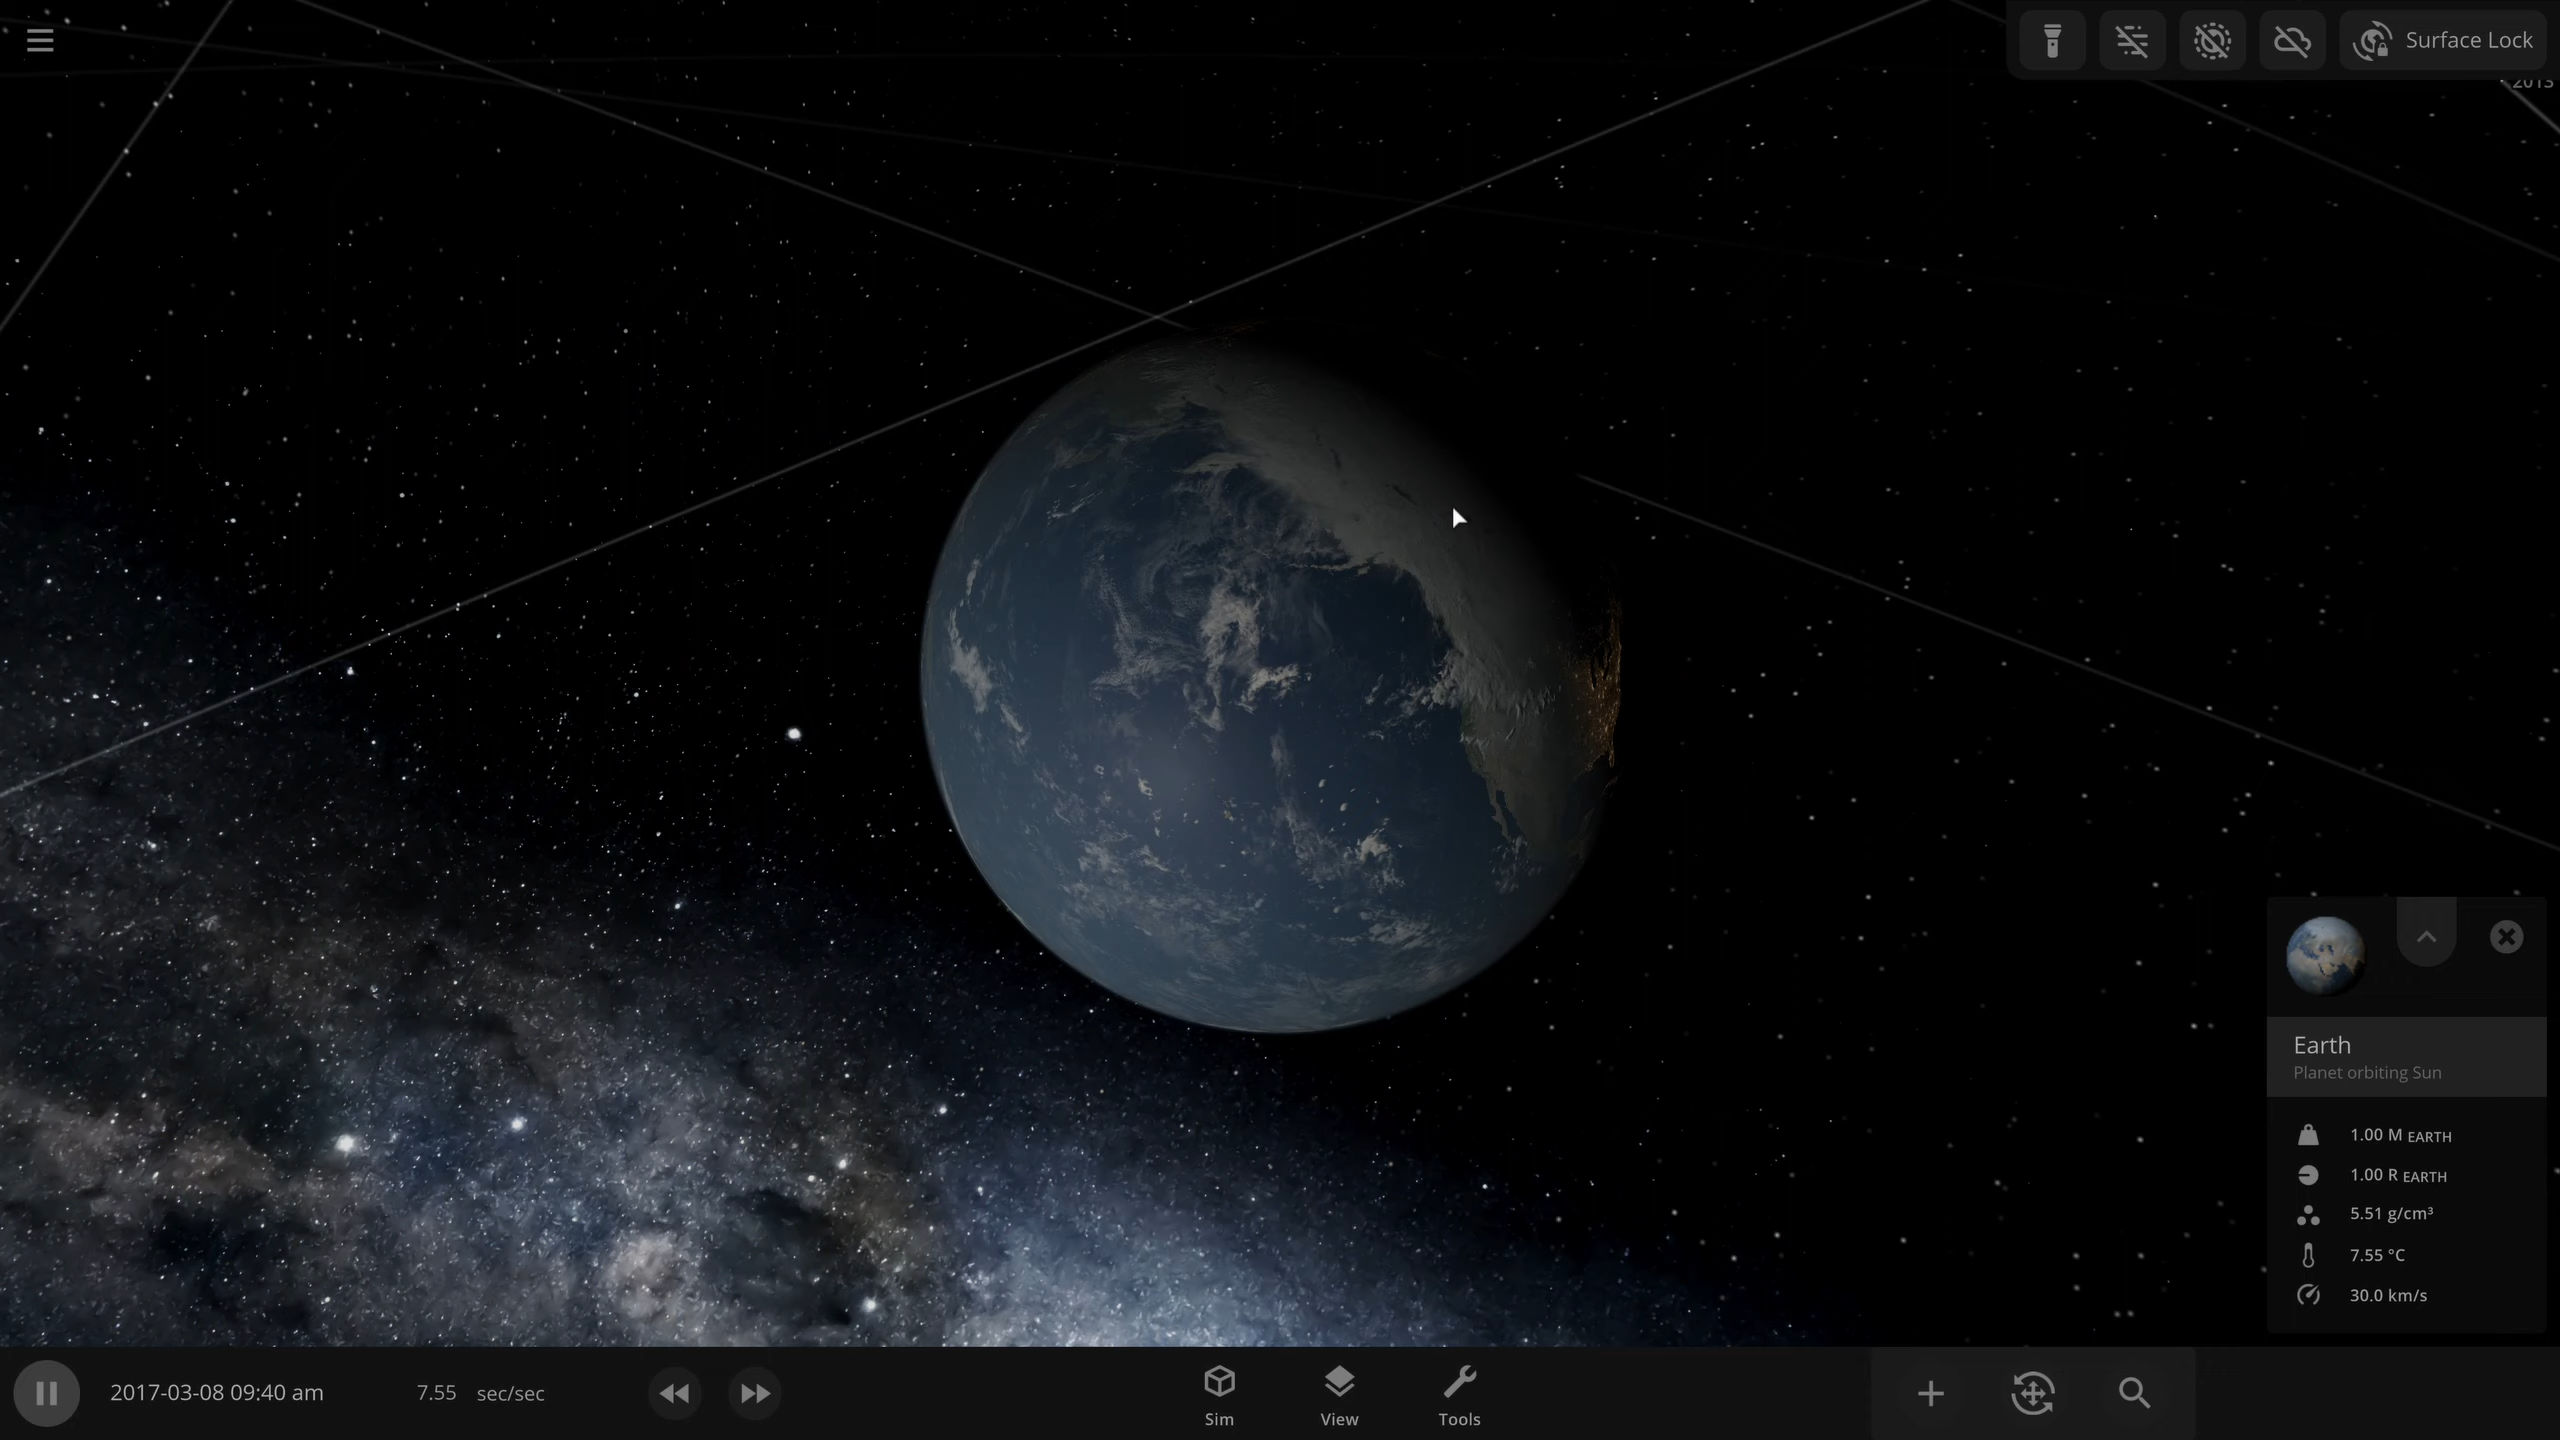 Surface Lock
2013
Earth
Planet orbiting Sun
1.00 M EARTH
1.00 R EARTH
5.51 g/cm³
7.55 °C
30.0 km/s
2017-03-08 09:40 am
7.55 sec/sec
Sim
View
Tools